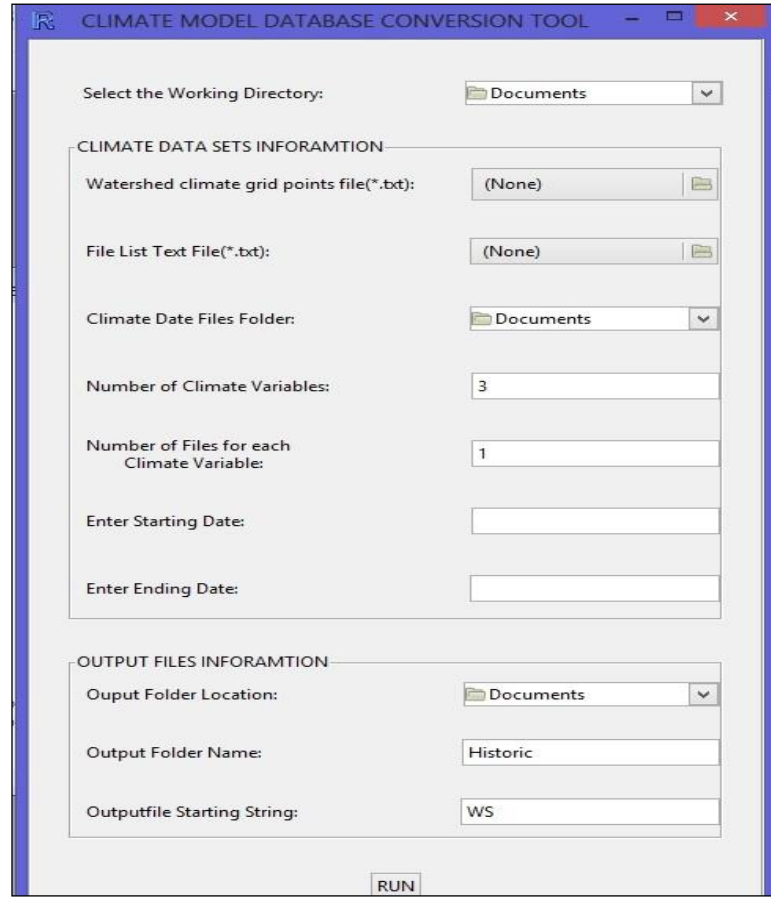 CLIMATE MODEL DATABASE CONVERSION TOOL
Select the Working Directory: Documents
CLIMATE DATA SETS INFORAMTION
Watershed climate grid points file(*.txt): (None)
File List Text File(*.txt): (None)
Climate Date Files Folder: Documents
Number of Climate Variables: 3
Number of Files for each
Climate Variable: 1
Enter Starting Date:
Enter Ending Date:
OUTPUT FILES INFORAMTION
Ouput Folder Location: Documents
Output Folder Name: Historic
Outputfile Starting String: WS
RUN